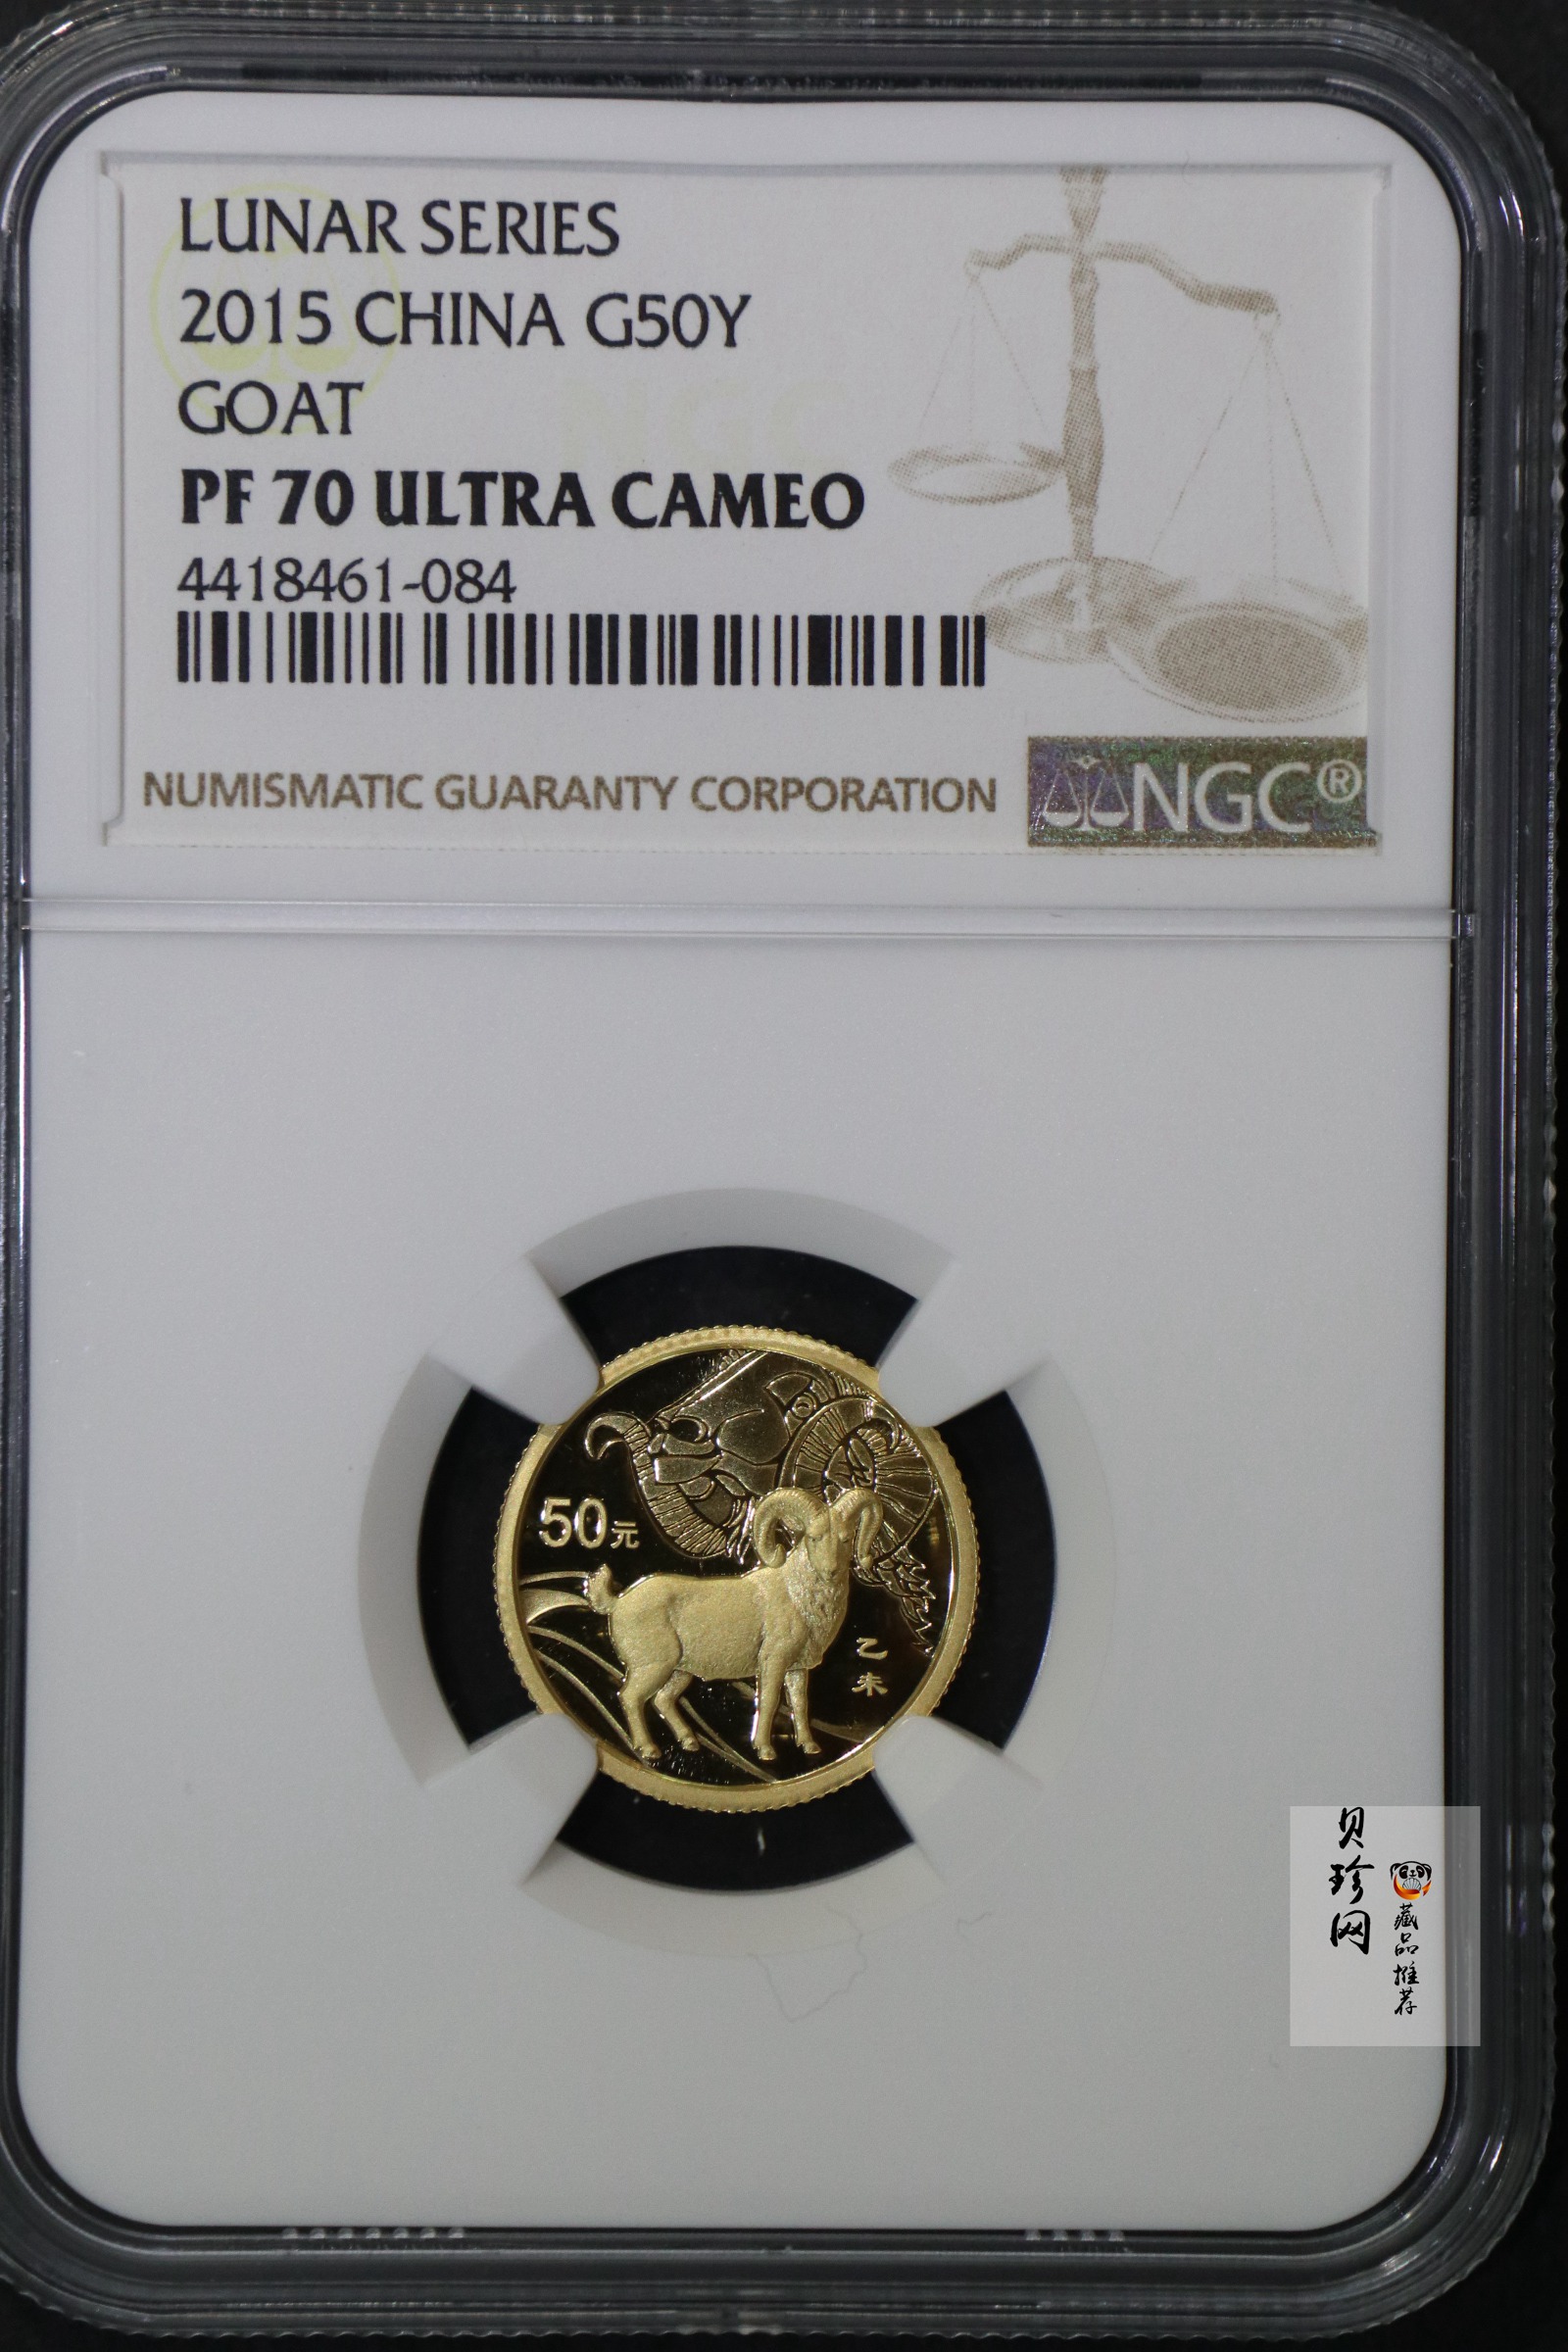 LUNAR SERIES
2015 CHINA G50Y
GOAT
PF 70 ULTRA CAMEO
4418461-084
NUMISMATIC GUARANTY CORPORATION
NGC®
50元
乙
未
贝珍网
藏品推荐